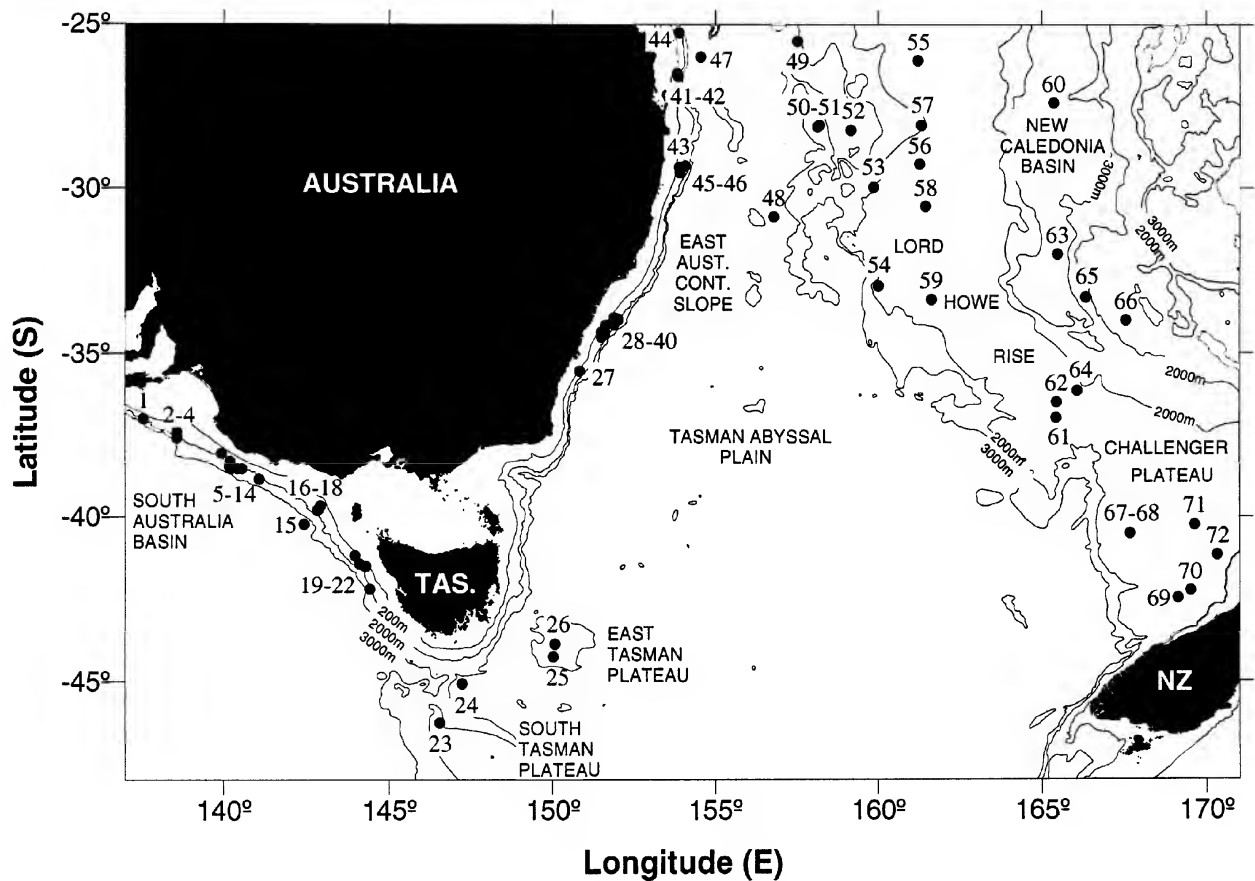 -25º
44
47
49
55
41-42
50-51
52
57
60
NEW
CALEDONIA
BASIN
3000m
43
45-46
53
56
58
-30º
AUSTRALIA
48
3000m
2000m
EAST
AUST.
CONT.
SLOPE
LORD
63
54
59
HOWE
65
66
28-40
-35º
27
RISE
62
64
2000m
2000m
61
1
2-4
TASMAN ABYSSAL
PLAIN
2000m
3000m
CHALLENGER
PLATEAU
5-14
16-18
SOUTH
AUSTRALIA
BASIN
15
67-68
71
72
-40º
19-22
TAS.
69
70
200m
2000m
3000m
26
25
EAST
TASMAN
PLATEAU
-45º
24
23
SOUTH
TASMAN
PLATEAU
NZ
140º
145º
150º
155º
160º
165º
170º
Latitude (S)
Longitude (E)